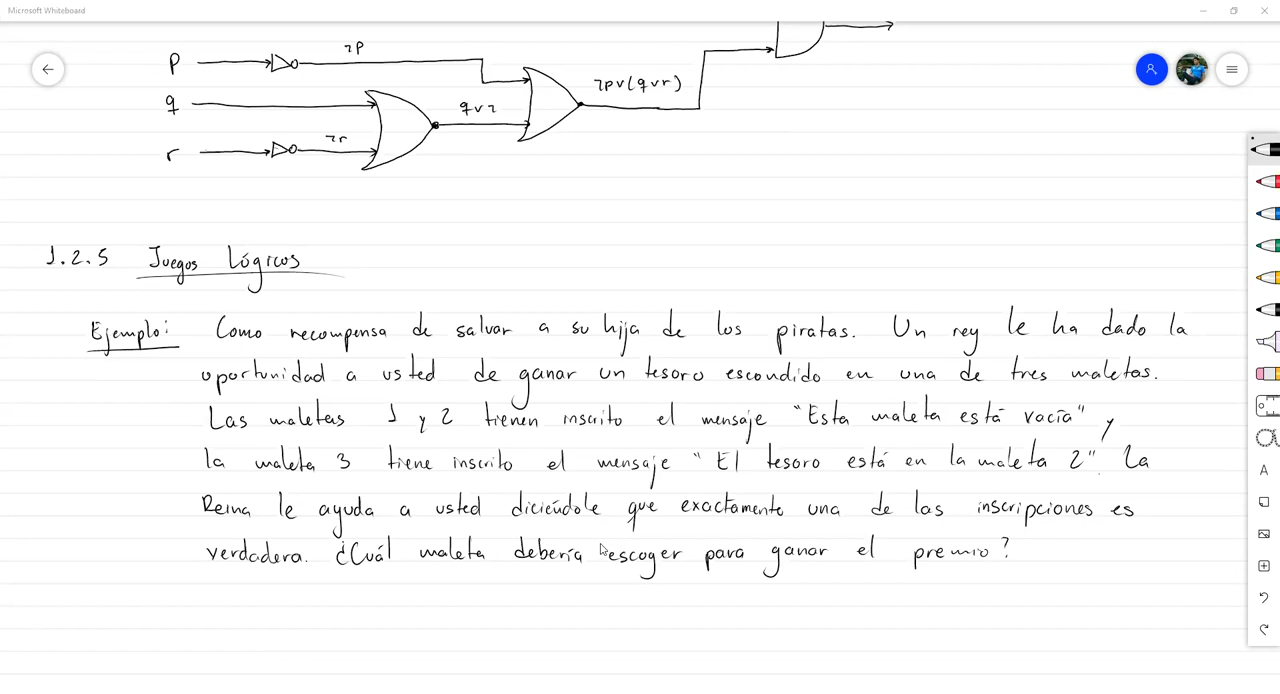 Microsoft Whiteboard
p
¬p
q
q∨¬
¬p∨(q∨r)
r
¬r
1.2.5 Juegos Lógicos
Ejemplo: Como recompensa de salvar a su hija de los piratas. Un rey le ha dado la
oportunidad a usted de ganar un tesoro escondido en una de tres maletas.
Las maletas 1 y 2 tienen inscrito el mensaje "Esta maleta está vacía" y
la maleta 3 tiene inscrito el mensaje "El tesoro está en la maleta 2". La
Reina le ayuda a usted diciéndole que exactamente una de las inscripciones es
verdadera. ¿Cuál maleta debería escoger para ganar el premio?
A